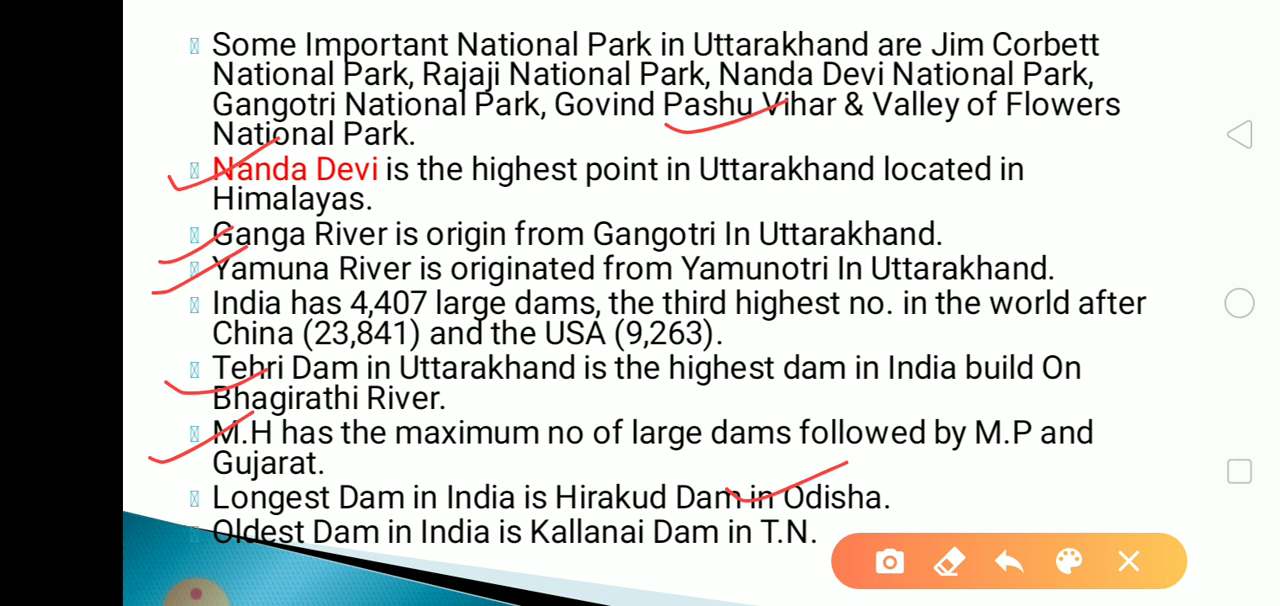 Some Important National Park in Uttarakhand are Jim Corbett
National Park, Rajaji National Park, Nanda Devi National Park,
Gangotri National Park, Govind Pashu Vihar & Valley of Flowers
National Park.
Nanda Devi is the highest point in Uttarakhand located in
Himalayas.
Ganga River is origin from Gangotri In Uttarakhand.
Yamuna River is originated from Yamunotri In Uttarakhand.
India has 4,407 large dams, the third highest no. in the world after
China (23,841) and the USA (9,263).
Tehri Dam in Uttarakhand is the highest dam in India build On
Bhagirathi River.
M.H has the maximum no of large dams followed by M.P and
Gujarat.
Longest Dam in India is Hirakud Dam in Odisha.
Oldest Dam in India is Kallanai Dam in T.N.